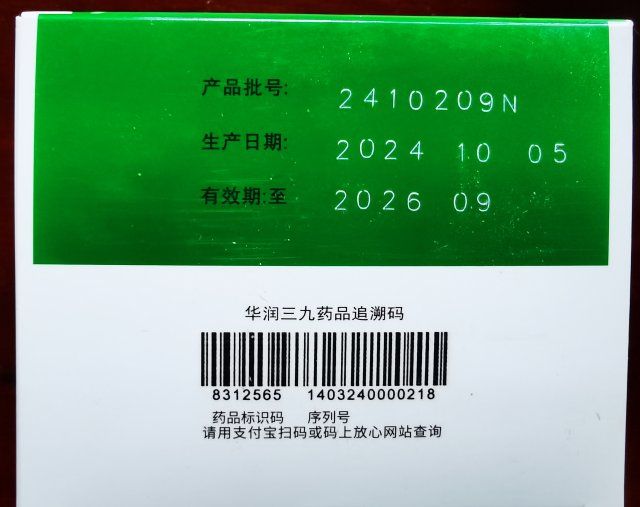 产品批号: 2410209N
生产日期: 2024 10 05
有效期:至 2026 09
华润三九药品追溯码
8312565 1403240000218
药品标识码 序列号
请用支付宝扫码或码上放心网站查询